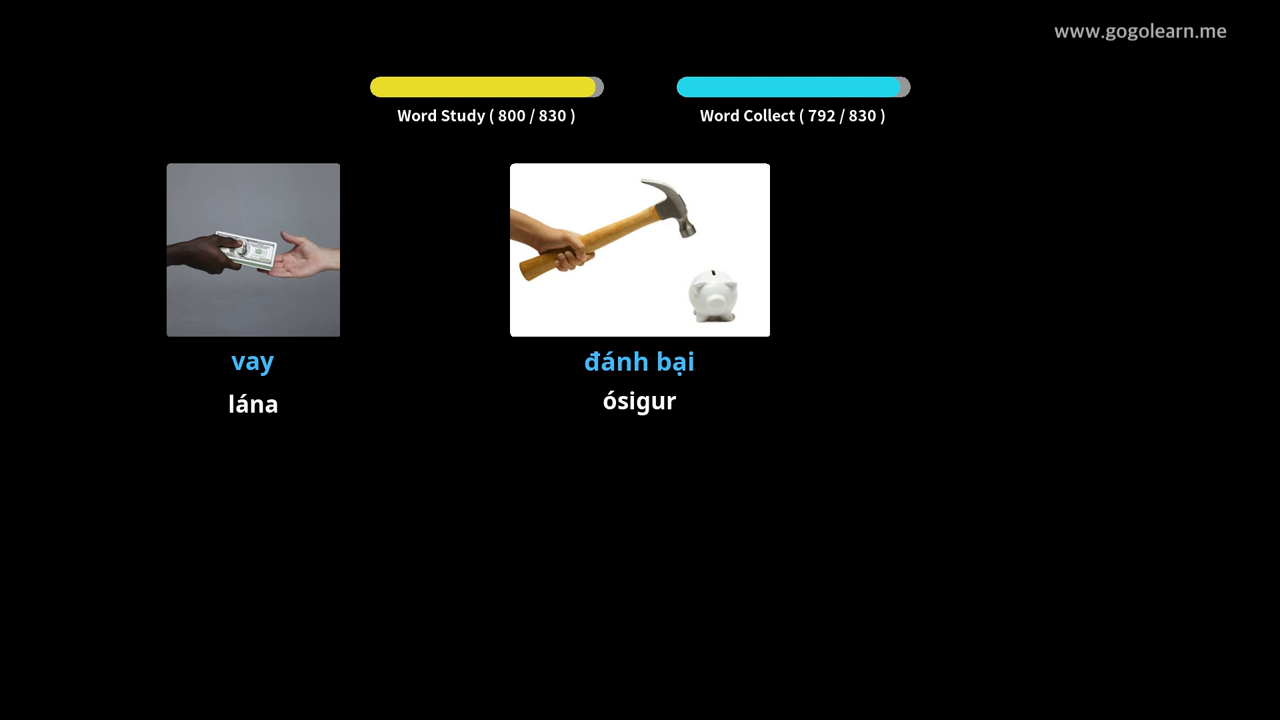 www.gogolearn.me
Word Study ( 800 / 830 )
Word Collect ( 792 / 830 )
vay
lána
đánh bại
ósigur